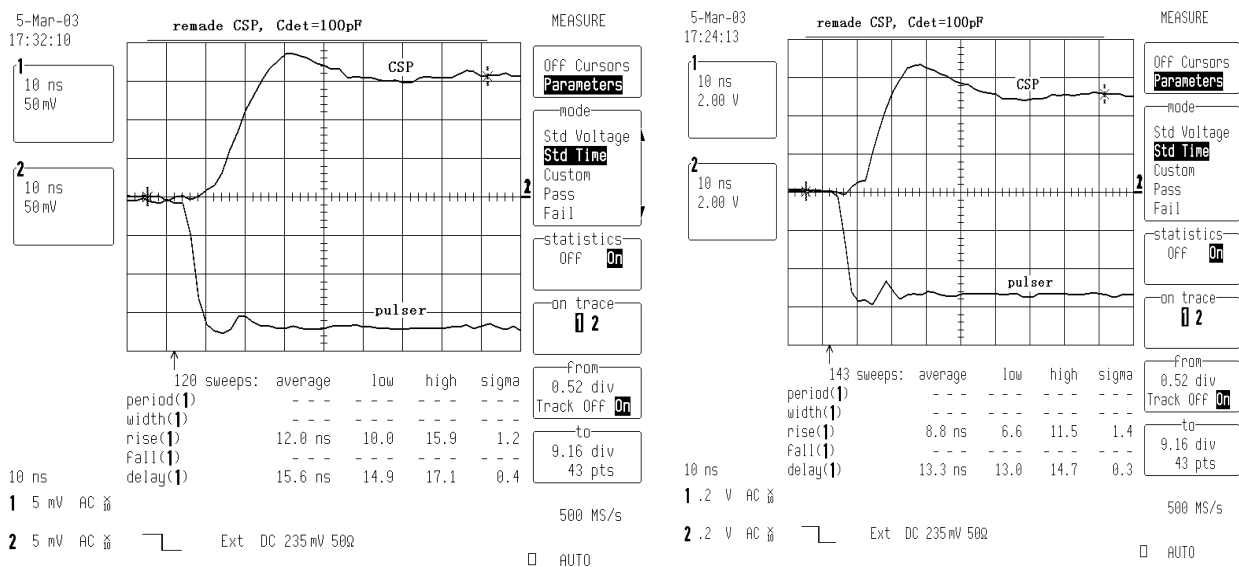 5-Mar-03
17:32:10
remade CSP, Cdet=100pF
MEASURE
1
10 ns
50mV
2
10 ns
50mV
CSP
pulser
2
Off Cursors
Parameters
mode
Std Voltage
Std Time
Custom
Pass
Fail
statistics
Off On
on trace
1 2
from
0.52 div
Track Off On
to
9.16 div
43 pts
120 sweeps: average low high sigma
period(1) - - - - - - - - - - - -
width(1) - - - - - - - - - - - -
rise(1) 12.0 ns 10.0 15.9 1.2
fall(1) - - - - - - - - - - - -
delay(1) 15.6 ns 14.9 17.1 0.4
10 ns
1 5 mV AC X10
2 5 mV AC X10
Ext DC 235mV 50Ω
500 MS/s
AUTO
5-Mar-03
17:24:13
remade CSP, Cdet=100pF
MEASURE
1
10 ns
2.00 V
2
10 ns
2.00 V
CSP
pulser
2
Off Cursors
Parameters
mode
Std Voltage
Std Time
Custom
Pass
Fail
statistics
Off On
on trace
1 2
from
0.52 div
Track Off On
to
9.16 div
43 pts
143 sweeps: average low high sigma
period(1) - - - - - - - - - - - -
width(1) - - - - - - - - - - - -
rise(1) 8.8 ns 6.6 11.5 1.4
fall(1) - - - - - - - - - - - -
delay(1) 13.3 ns 13.0 14.7 0.3
10 ns
1 .2 V AC X10
2 .2 V AC X10
Ext DC 235mV 50Ω
500 MS/s
AUTO